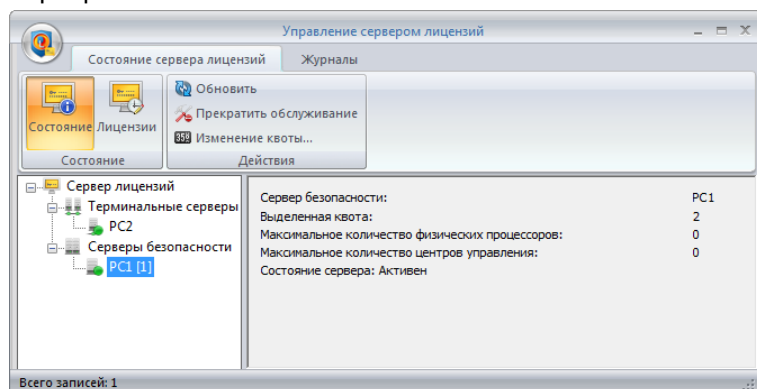 Управление сервером лицензий
Состояние сервера лицензий Журналы
Состояние
Лицензии
Обновить
Прекратить обслуживание
Изменение квоты...
Состояние
Действия
Сервер лицензий
Терминальные серверы
PC2
Серверы безопасности
PC1 [1]
Сервер безопасности: PC1
Выделенная квота: 2
Максимальное количество физических процессоров: 0
Максимальное количество центров управления: 0
Состояние сервера: Активен
Всего записей: 1